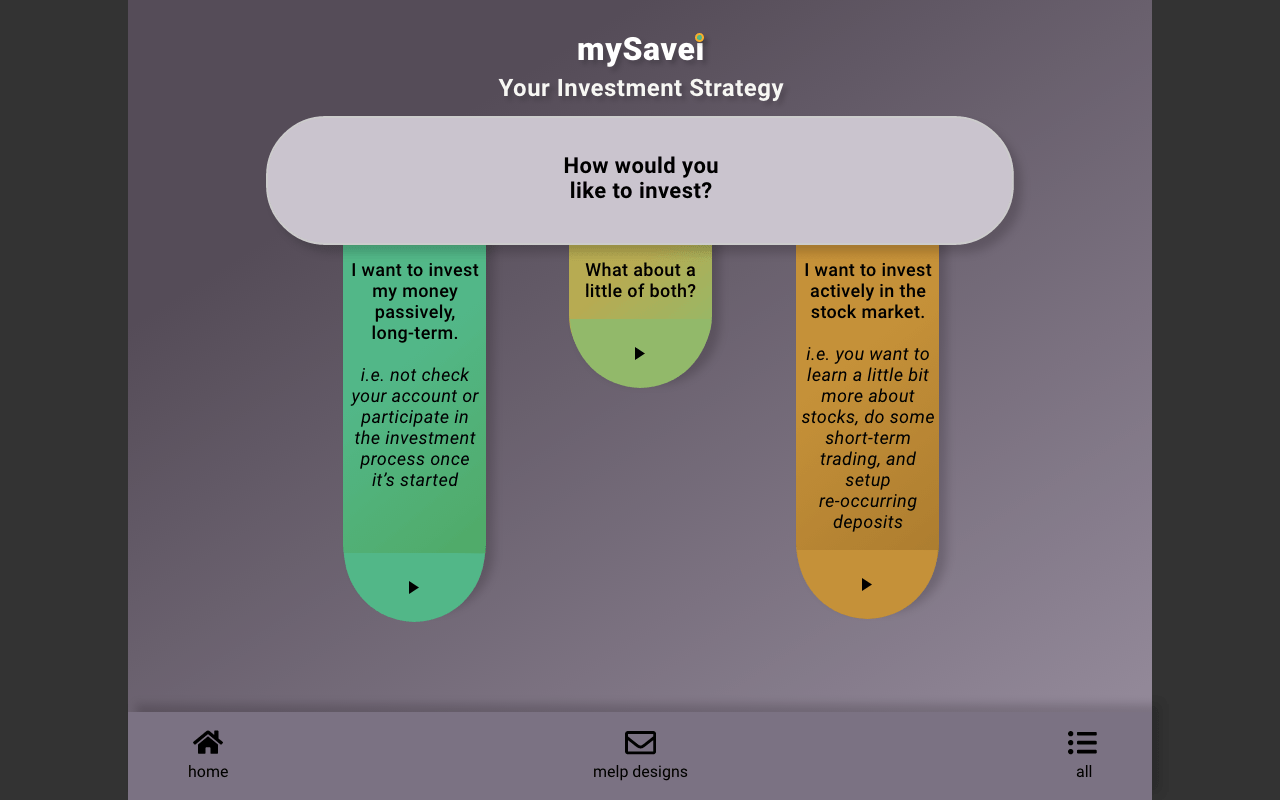 mySavei
Your Investment Strategy
How would you
like to invest?
I want to invest
my money
passively,
long-term.
i.e. not check
your account or
participate in
the investment
process once
it’s started
What about a
little of both?
I want to invest
actively in the
stock market.
i.e. you want to
learn a little bit
more about
stocks, do some
short-term
trading, and
setup
re-occurring
deposits
home
melp designs
all